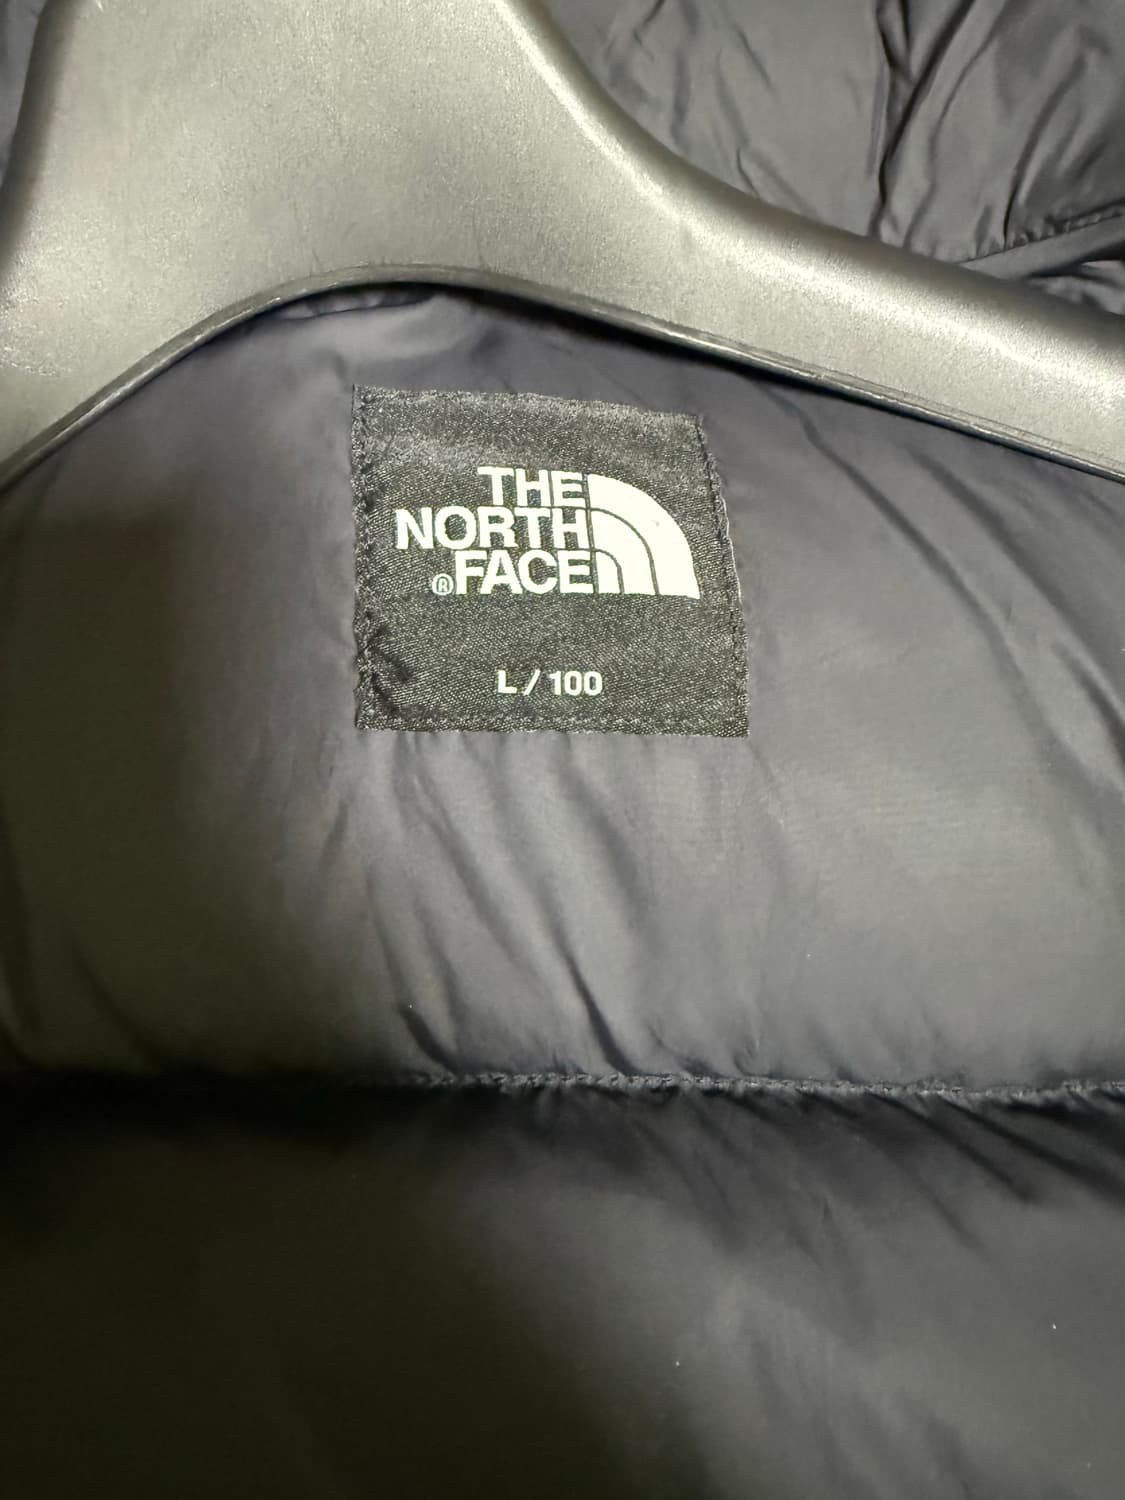 THE
NORTH
®FACE
L / 100